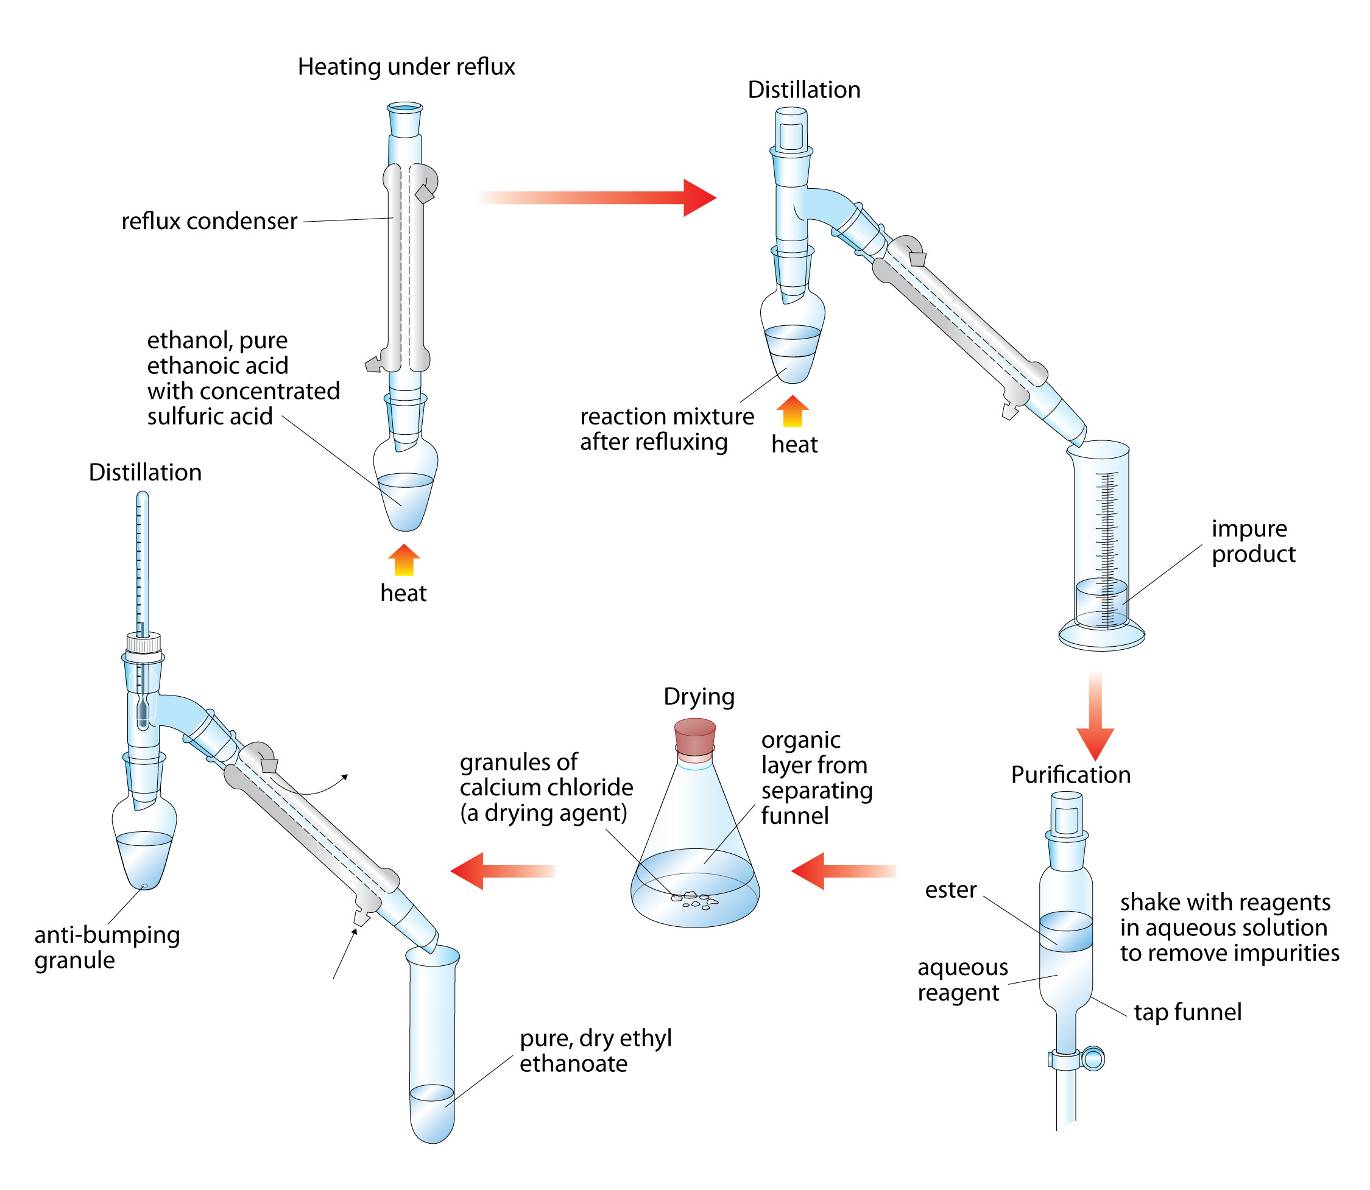 Heating under reflux
reflux condenser
ethanol, pure
ethanoic acid
with concentrated
sulfuric acid
heat
Distillation
reaction mixture
after refluxing
heat
impure
product
Purification
ester
aqueous
reagent
shake with reagents
in aqueous solution
to remove impurities
tap funnel
Drying
granules of
calcium chloride
(a drying agent)
organic
layer from
separating
funnel
Distillation
anti-bumping
granule
pure, dry ethyl
ethanoate